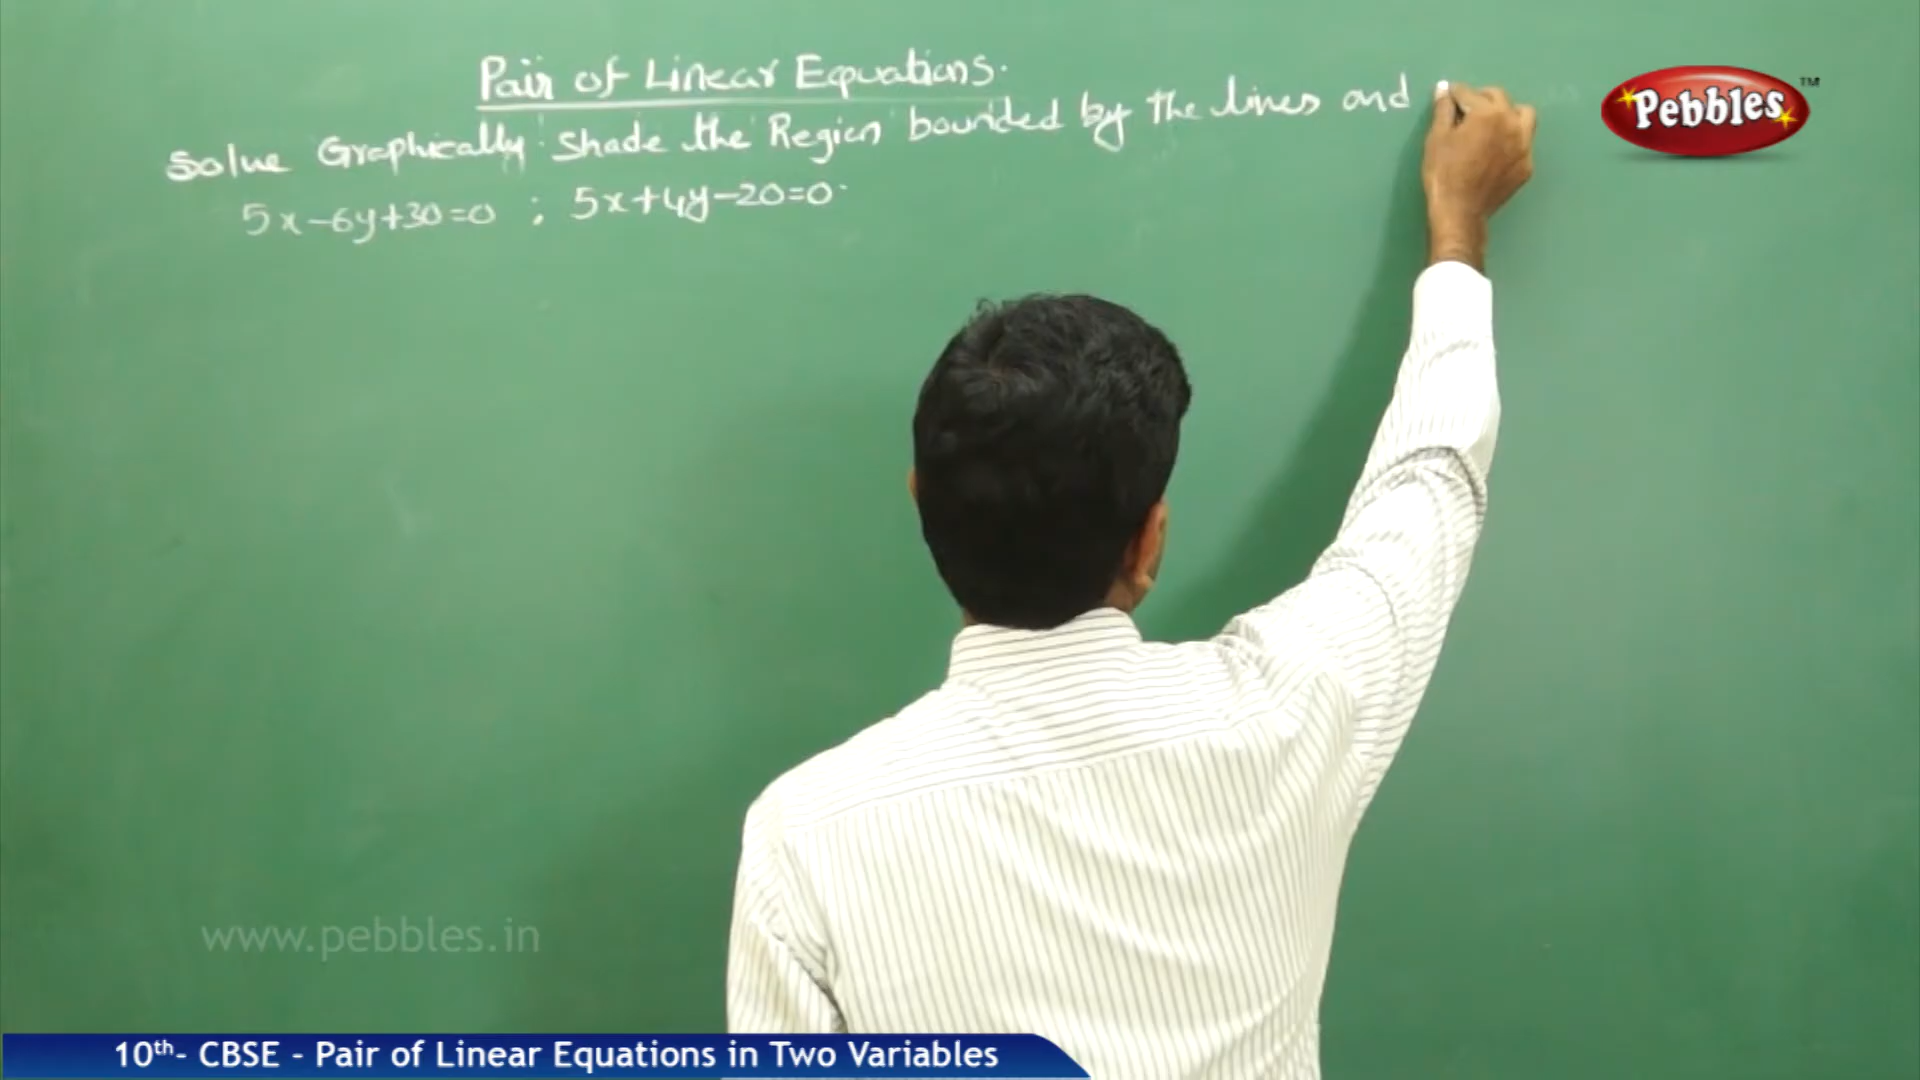 Pair of Linear Equations.
Solve Graphically. Shade the Region bounded by the lines and
5x-6y+30=0 ; 5x+4y-20=0.
Pebbles™
www.pebbles.in
10th- CBSE - Pair of Linear Equations in Two Variables